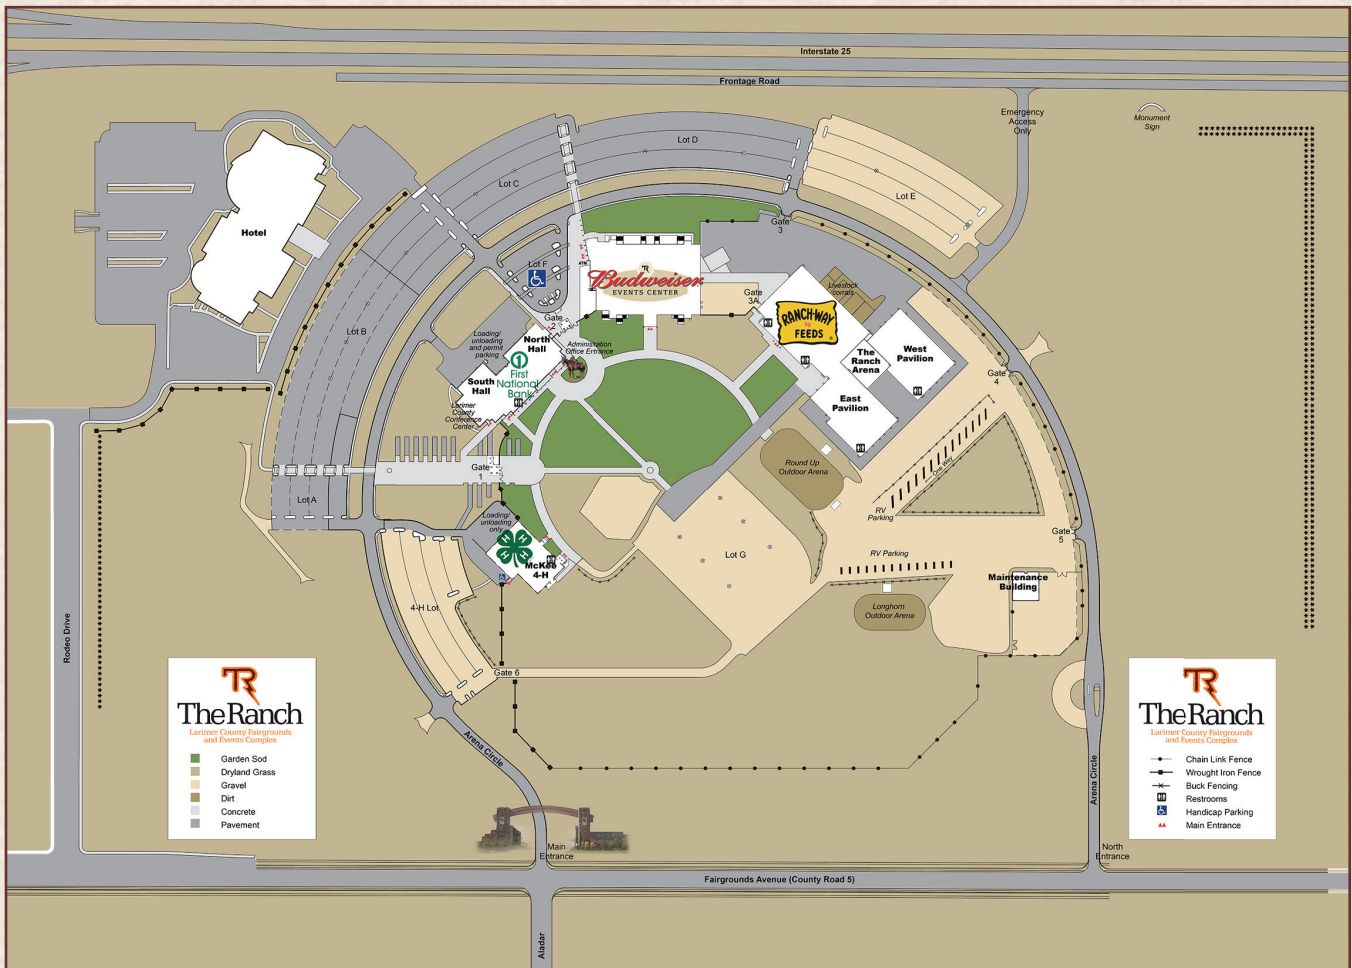 Interstate 25
Frontage Road
Emergency
Access
Only
Monument
Sign
Lot D
Lot C
Lot E
Hotel
Gate
3
Lot F
ATM
TR
Budweiser
EVENTS CENTER
Gate
3A
Livestock
corrals
RANCH-WAY
FEEDS
Lot B
Gate
2
Loading/
unloading
and permit
parking
North
Hall
Administration
Office Entrance
1
First
National
Bank
South
Hall
Larimer
County
Conference
Center
The
Ranch
Arena
West
Pavilion
East
Pavilion
Gate
4
Gate
1
Lot A
Round Up
Outdoor Arena
One Way
RV
Parking
Loading/
unloading
only
H H
H H
McKee
4-H
Lot G
RV Parking
Gate
5
Maintenance
Building
Longhorn
Outdoor Arena
4-H Lot
Rodeo Drive
Gate 6
Arena Circle
Arena Circle
TR
The Ranch
Larimer County Fairgrounds
and Events Complex
Garden Sod
Dryland Grass
Gravel
Dirt
Concrete
Pavement
TR
The Ranch
Larimer County Fairgrounds
and Events Complex
Chain Link Fence
Wrought Iron Fence
Buck Fencing
Restrooms
Handicap Parking
Main Entrance
Main
Entrance
North
Entrance
Fairgrounds Avenue (County Road 5)
Aladar